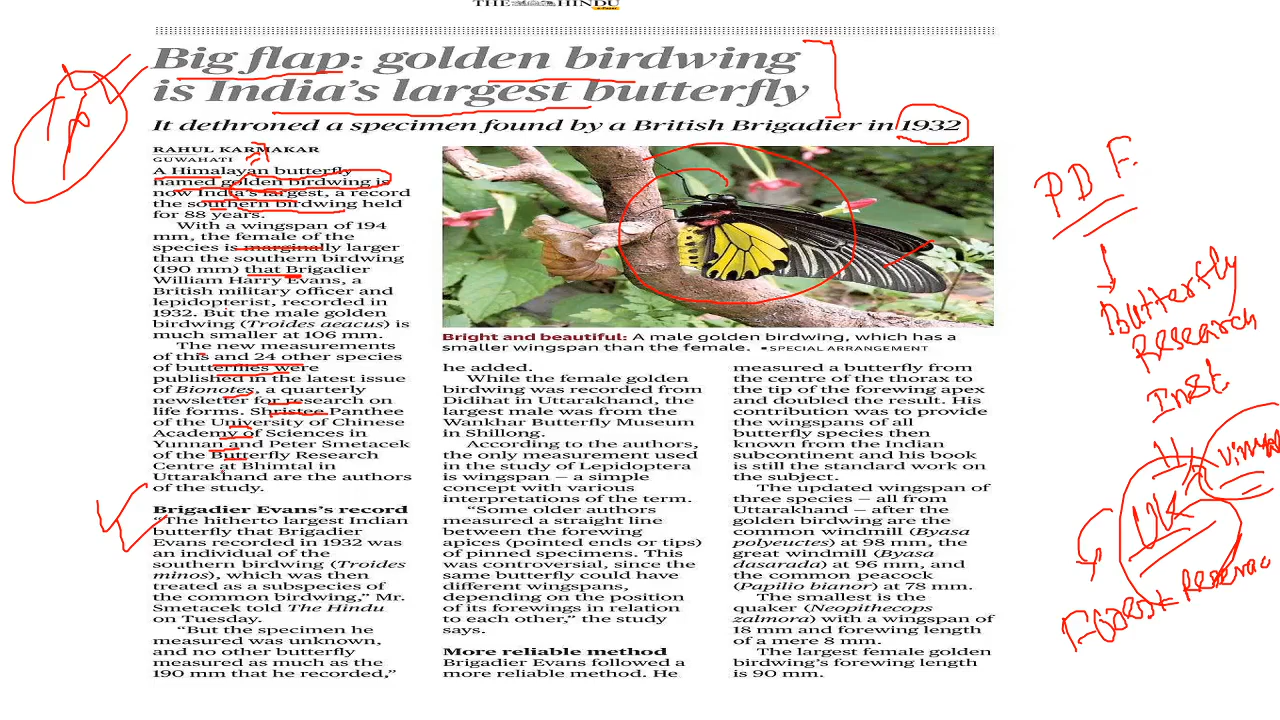 THE HINDU
Big flap: golden birdwing
is India's largest butterfly
It dethroned a specimen found by a British Brigadier in 1932
RAHUL KARMAKAR
GUWAHATI
A Himalayan butterfly
named golden birdwing is
now India's largest, a record
the southern birdwing held
for 88 years.
With a wingspan of 194
mm, the female of the
species is marginally larger
than the southern birdwing
(190 mm) that Brigadier
William Harry Evans, a
British military officer and
lepidopterist, recorded in
1932. But the male golden
birdwing (Troides aeacus) is
much smaller at 106 mm.
The new measurements
of this and 24 other species
of butterflies were
published in the latest issue
of Bionotes, a quarterly
newsletter for research on
life forms. Shristee Panthee
of the University of Chinese
Academy of Sciences in
Yunnan and Peter Smetacek
of the Butterfly Research
Centre at Bhimtal in
Uttarakhand are the authors
of the study.
Brigadier Evans's record
"The hitherto largest Indian
butterfly that Brigadier
Evans recorded in 1932 was
an individual of the
southern birdwing (Troides
minos), which was then
treated as a subspecies of
the common birdwing," Mr.
Smetacek told The Hindu
on Tuesday.
"But the specimen he
measured was unknown,
and no other butterfly
measured as much as the
190 mm that he recorded,"
Bright and beautiful: A male golden birdwing, which has a
smaller wingspan than the female. ▪SPECIAL ARRANGEMENT
he added.
While the female golden
birdwing was recorded from
Didihat in Uttarakhand, the
largest male was from the
Wankhar Butterfly Museum
in Shillong.
According to the authors,
the only measurement used
in the study of Lepidoptera
is wingspan – a simple
concept with various
interpretations of the term.
"Some older authors
measured a straight line
between the forewing
apices (pointed ends or tips)
of pinned specimens. This
was controversial, since the
same butterfly could have
different wingspans,
depending on the position
of its forewings in relation
to each other," the study
says.
More reliable method
Brigadier Evans followed a
more reliable method. He
measured a butterfly from
the centre of the thorax to
the tip of the forewing apex
and doubled the result. His
contribution was to provide
the wingspans of all
butterfly species then
known from the Indian
subcontinent and his book
is still the standard work on
the subject.
The updated wingspan of
three species – all from
Uttarakhand – after the
golden birdwing are the
common windmill (Byasa
polyeuctes) at 98 mm, the
great windmill (Byasa
dasarada) at 96 mm, and
the common peacock
(Papilio bianor) at 78 mm.
The smallest is the
quaker (Neopithecops
zalmora) with a wingspan of
18 mm and forewing length
of a mere 8 mm.
The largest female golden
birdwing's forewing length
is 90 mm.
PDF
Butterfly
Research
Inst
UK
Forest